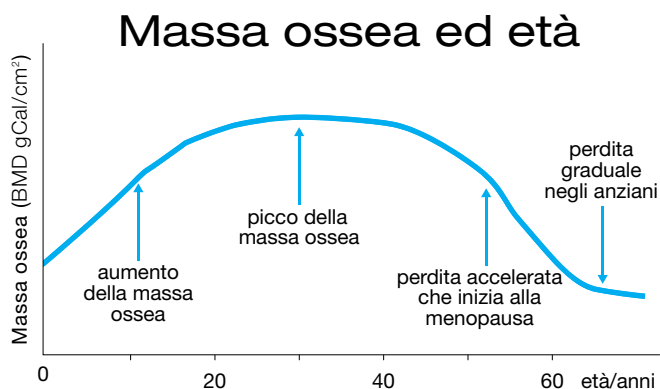 Massa ossea ed età
Massa ossea (BMD gCal/cm²)
aumento
della massa
ossea
picco della
massa ossea
perdita accelerata
che inizia alla
menopausa
perdita
graduale
negli anziani
0
20
40
60
età/anni